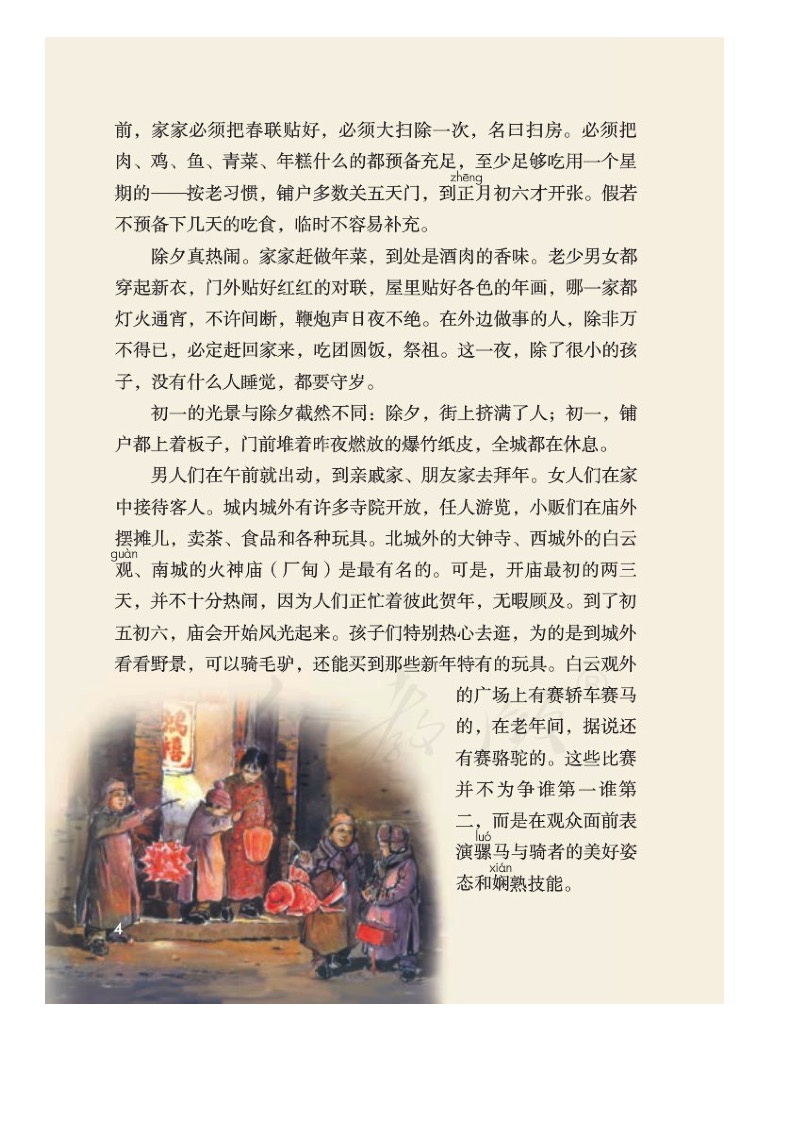 前，家家必须把春联贴好，必须大扫除一次，名曰扫房。必须把
肉、鸡、鱼、青菜、年糕什么的都预备充足，至少足够吃用一个星
zhēng
期的——按老习惯，铺户多数关五天门，到正月初六才开张。假若
不预备下几天的吃食，临时不容易补充。
除夕真热闹。家家赶做年菜，到处是酒肉的香味。老少男女都
穿起新衣，门外贴好红红的对联，屋里贴好各色的年画，哪一家都
灯火通宵，不许间断，鞭炮声日夜不绝。在外边做事的人，除非万
不得已，必定赶回家来，吃团圆饭，祭祖。这一夜，除了很小的孩
子，没有什么人睡觉，都要守岁。
初一的光景与除夕截然不同：除夕，街上挤满了人；初一，铺
户都上着板子，门前堆着昨夜燃放的爆竹纸皮，全城都在休息。
男人们在午前就出动，到亲戚家、朋友家去拜年。女人们在家
中接待客人。城内城外有许多寺院开放，任人游览，小贩们在庙外
摆摊儿，卖茶、食品和各种玩具。北城外的大钟寺、西城外的白云
guàn
观、南城的火神庙（厂甸）是最有名的。可是，开庙最初的两三
天，并不十分热闹，因为人们正忙着彼此贺年，无暇顾及。到了初
五初六，庙会开始风光起来。孩子们特别热心去逛，为的是到城外
看看野景，可以骑毛驴，还能买到那些新年特有的玩具。白云观外
的广场上有赛轿车赛马
的，在老年间，据说还
有赛骆驼的。这些比赛
并不为争谁第一谁第
二，而是在观众面前表
luó
演骡马与骑者的美好姿
xián
态和娴熟技能。
鸿禧
4